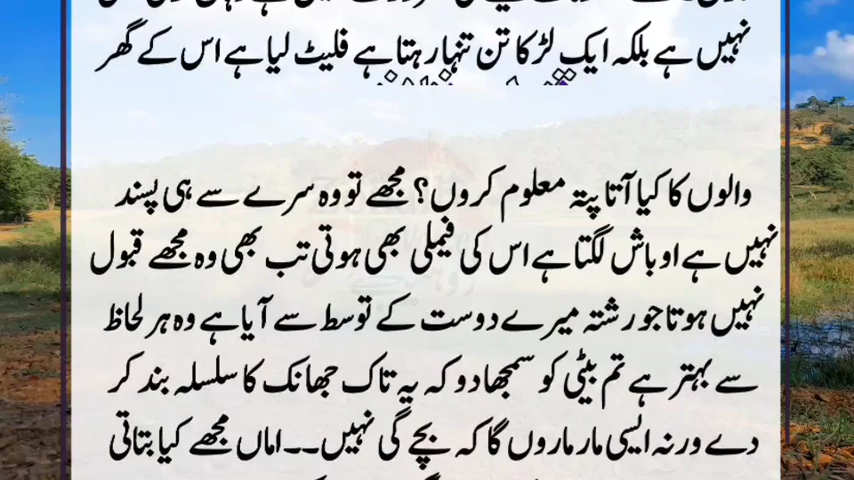 نہیں ہے بلکہ ایک لڑکا تن تنہا رہتا ہے فلیٹ لیا ہے اس کے گھر
والوں کا کیا آتا پتہ معلوم کروں؟ مجھے تو وہ سرے سے ہی پسند
نہیں ہے اوباش لگتا ہے اس کی فیملی بھی ہوتی تب بھی وہ مجھے قبول
نہیں ہوتا جو رشتہ میرے دوست کے توسط سے آیا ہے وہ ہر لحاظ
سے بہتر ہے تم بیٹی کو سمجھا دو کہ یہ تاک جھانک کا سلسلہ بند کر
دے ورنہ ایسی مار ماروں گا کہ بچے گی نہیں۔۔ اماں مجھے کیا بتاتی